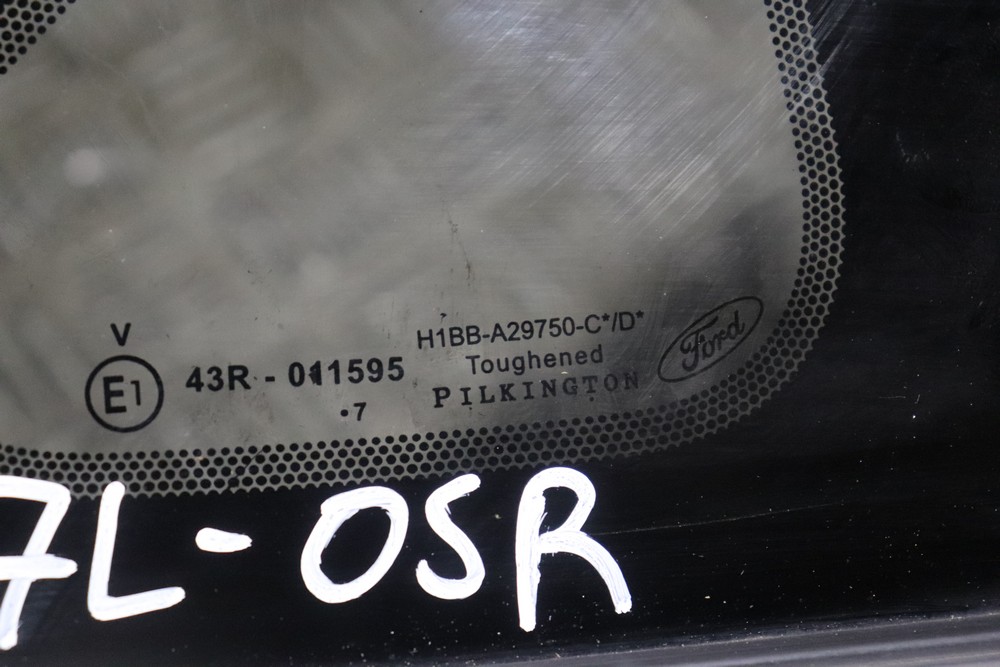 V
E1
43R - 011595
•7
H1BB-A29750-C*/D*
Toughened
PILKINGTON
Ford
7L-OSR